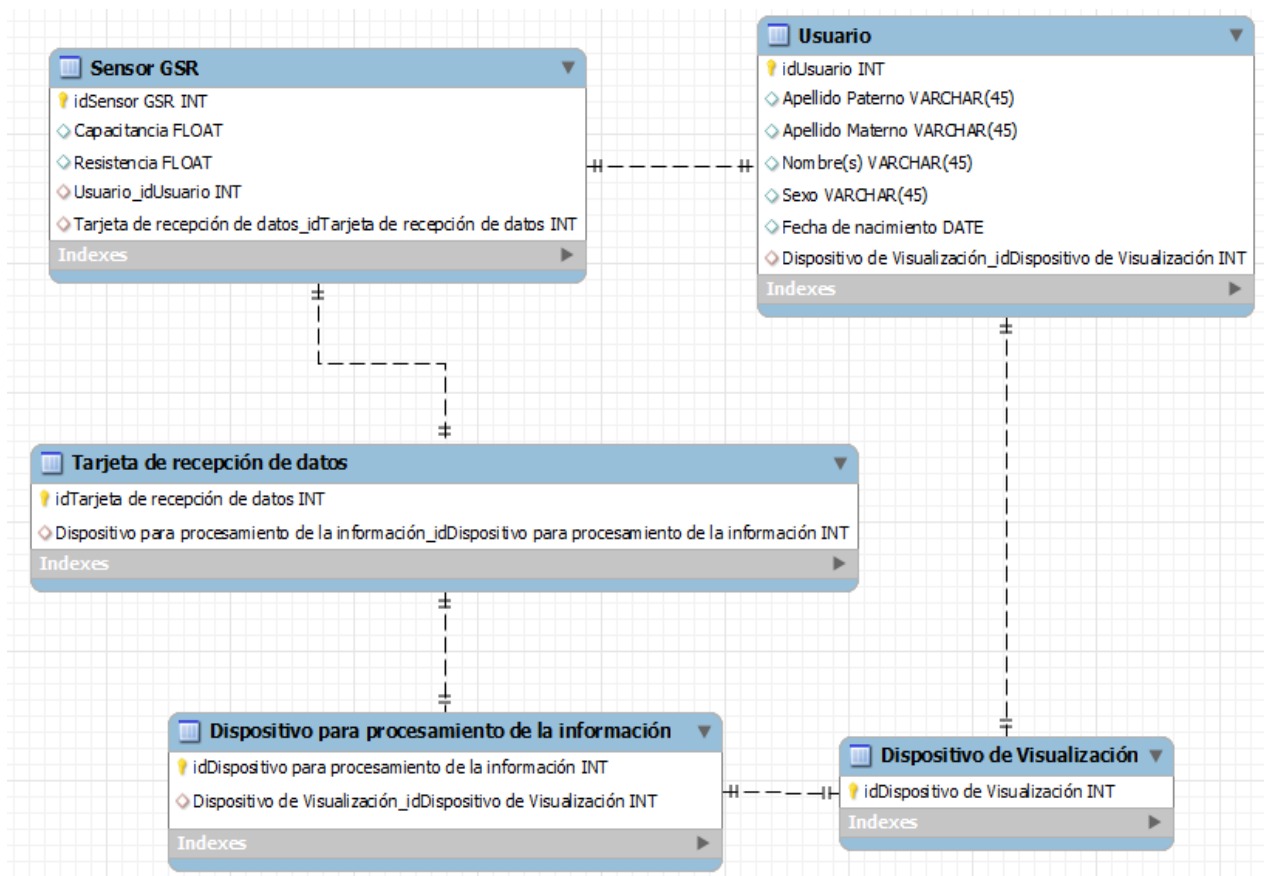 Sensor GSR
idSensor GSR INT
Capacitancia FLOAT
Resistencia FLOAT
Usuario_idUsuario INT
Tarjeta de recepción de datos_idTarjeta de recepción de datos INT
Indexes
Usuario
idUsuario INT
Apellido Paterno VARCHAR(45)
Apellido Materno VARCHAR(45)
Nombre(s) VARCHAR(45)
Sexo VARCHAR(45)
Fecha de nacimiento DATE
Dispositivo de Visualización_idDispositivo de Visualización INT
Indexes
Tarjeta de recepción de datos
idTarjeta de recepción de datos INT
Dispositivo para procesamiento de la información_idDispositivo para procesamiento de la información INT
Indexes
Dispositivo para procesamiento de la información
idDispositivo para procesamiento de la información INT
Dispositivo de Visualización_idDispositivo de Visualización INT
Indexes
Dispositivo de Visualización
idDispositivo de Visualización INT
Indexes